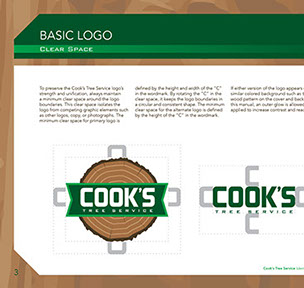 BASIC LOGO
CLEAR SPACE
To preserve the Cook's Tree Service logo's
strength and unification, always maintain
a minimum clear space around the logo
boundaries. This clear space isolates the
logo from competing graphic elements such
as other logos, copy, or photographs. The
minimum clear space for primary logo is
defined by the height and width of the "C"
in the wordmark. By rotating the "C" in the
clear space, it keeps the logo boundaries in
a circular and consistent shape. The minimum
clear space for the alternate logo is defined
by the height of the "C" in the wordmark.
If either version of the logo appears
similar colored background such as
wood pattern on the cover and back
this manual, an outer glow is allowed
applied to increase contrast and
COOK'S
TREE SERVICE
COOK'S
TREE SERVICE
3
Cook's Tree Service